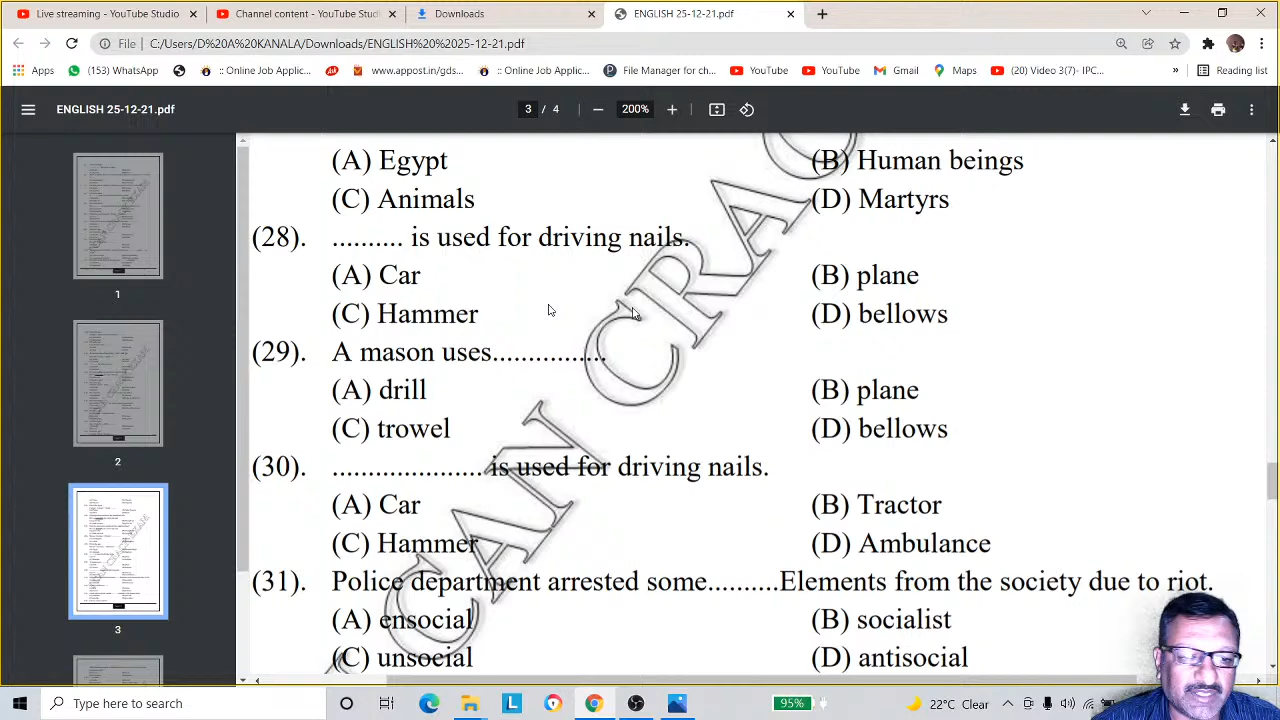 Live streaming - YouTube Studio
Channel content - YouTube Stud
Downloads
ENGLISH 25-12-21.pdf
File | C:/Users/D%20A%20KANALA/Downloads/ENGLISH%20%2025-12-21.pdf
Apps
(153) WhatsApp
:: Online Job Applic...
www.appost.in/gds...
:: Online Job Applic...
File Manager for ch...
YouTube
YouTube
Gmail
Maps
(20) Video 3(7)- IPC...
»
Reading list
ENGLISH 25-12-21.pdf
3 / 4
200%
1
2
3
(A) Egypt (B) Human beings
(C) Animals (D) Martyrs
(28). .......... is used for driving nails.
(A) Car (B) plane
(C) Hammer (D) bellows
(29). A mason uses................
(A) drill (B) plane
(C) trowel (D) bellows
(30). ..................... is used for driving nails.
(A) Car (B) Tractor
(C) Hammer (D) Ambulance
(31). Police department arrested some..........Elements from the society due to riot.
(A) ensocial (B) socialist
(C) unsocial (D) antisocial
CAN CRAC
Type here to search
95%
22°C Clear